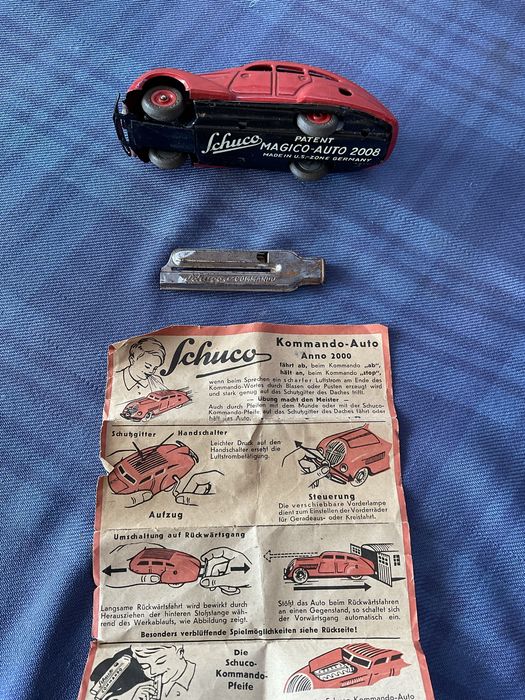 Schuco
PATENT
MAGICO-AUTO 2008
MADE IN U.S.-ZONE GERMANY
Schuco COMMANDO
Schuco
Kommando-Auto
Anno 2000
fährt ab, beim Kommando „ab",
hält an, beim Kommando „stop",
wenn beim Sprechen ein scharfer Luftstrom am Ende des
Kommando-Wortes durch Blasen oder Pusten erzeugt wird
und stark genug auf das Schutzgitter des Daches trifft.
— Übung macht den Meister —
Auch durch Pfeifen mit dem Munde oder mit der Schuco-
Kommando-Pfeife auf das Schutzgitter des Daches fährt oder
hält das Auto.
Schutzgitter Handschalter
Leichter Druck auf den
Handschalter ersetzt die
Luftstrombetätigung.
Aufzug
Steuerung
Die verschiebbare Vorderlampe
dient zum Einstellen der Vorderräder
für Geradeaus- oder Kreisfahrt.
Umschaltung auf Rückwärtsgang
Langsame Rückwärtsfahrt wird bewirkt durch
Herausziehen der hinteren Stoßstange während
des Werkablaufs, wie Abbildung zeigt.
Stößt das Auto beim Rückwärtsfahren
an einen Gegenstand, so schaltet sich
der Vorwärtsgang automatisch ein.
Besonders verblüffende Spielmöglichkeiten siehe Rückseite!
Die
Schuco-
Kommando-
Pfeife